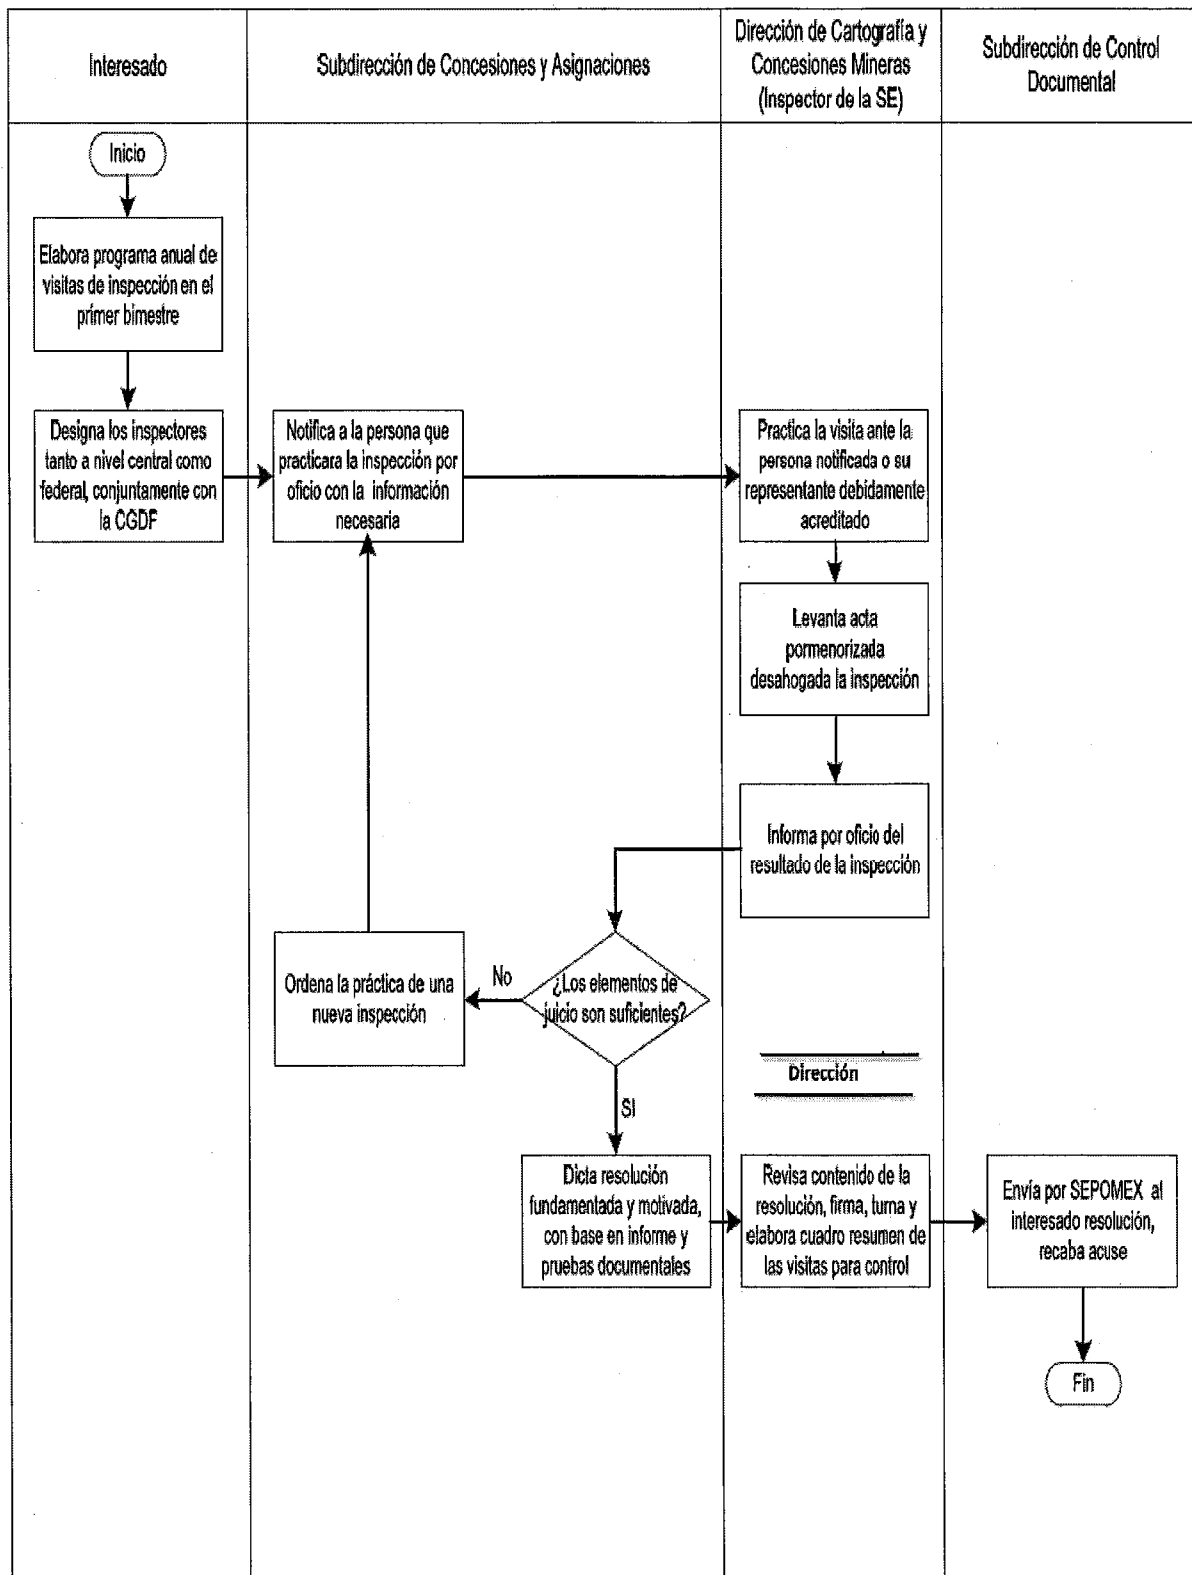 Interesado
Subdirección de Concesiones y Asignaciones
Dirección de Cartografía y
Concesiones Mineras
(Inspector de la SE)
Subdirección de Control
Documental
Inicio
Elabora programa anual de
visitas de inspección en el
primer bimestre
Designa los inspectores
tanto a nivel central como
federal, conjuntamente con
la CGDF
Notifica a la persona que
practicara la inspección por
oficio con la información
necesaria
Practica la visita ante la
persona notificada o su
representante debidamente
acreditado
Levanta acta
pormenorizada
desahogada la inspección
Informa por oficio del
resultado de la inspección
¿Los elementos de
juicio son suficientes?
No
Ordena la práctica de una
nueva inspección
SI
Dirección
Dicta resolución
fundamentada y motivada,
con base en informe y
pruebas documentales
Revisa contenido de la
resolución, firma, turna y
elabora cuadro resumen de
las visitas para control
Envía por SEPOMEX al
interesado resolución,
recaba acuse
Fin